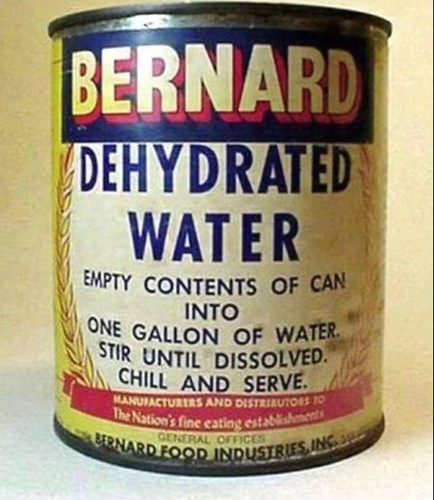 BERNARD
DEHYDRATED
WATER
EMPTY CONTENTS OF CAN
INTO
ONE GALLON OF WATER.
STIR UNTIL DISSOLVED.
CHILL AND SERVE.
MANUFACTURERS AND DISTRIBUTORS TO
The Nation's fine eating establishments
GENERAL OFFICES
BERNARD FOOD INDUSTRIES, INC.